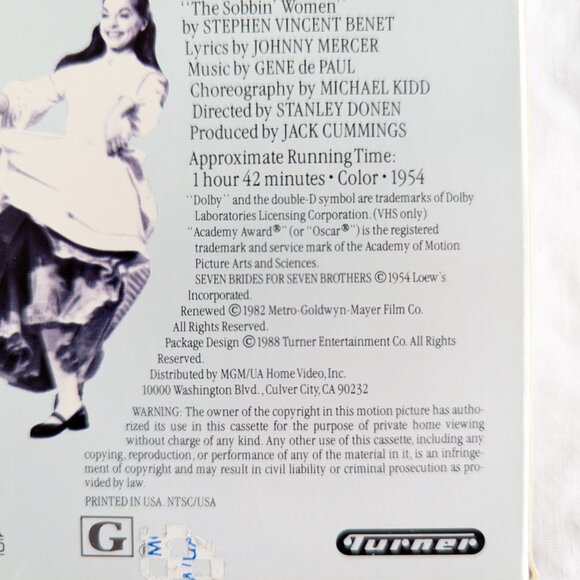 "The Sobbin' Women"
by STEPHEN VINCENT BENET
Lyrics by JOHNNY MERCER
Music by GENE de PAUL
Choreography by MICHAEL KIDD
Directed by STANLEY DONEN
Produced by JACK CUMMINGS
Approximate Running Time:
1 hour 42 minutes • Color • 1954
"Dolby" and the double-D symbol are trademarks of Dolby
Laboratories Licensing Corporation. (VHS only)
"Academy Award®" (or "Oscar®") is the registered
trademark and service mark of the Academy of Motion
Picture Arts and Sciences.
SEVEN BRIDES FOR SEVEN BROTHERS ©1954 Loew's
Incorporated.
Renewed ©1982 Metro-Goldwyn-Mayer Film Co.
All Rights Reserved.
Package Design ©1988 Turner Entertainment Co. All Rights
Reserved.
Distributed by MGM/UA Home Video, Inc.
10000 Washington Blvd., Culver City, CA 90232
WARNING: The owner of the copyright in this motion picture has autho-
rized its use in this cassette for the purpose of private home viewing
without charge of any kind. Any other use of this cassette, including any
copying, reproduction, or performance of any of the material in it, is an infringe-
ment of copyright and may result in civil liability or criminal prosecution as pro-
vided by law.
PRINTED IN USA. NTSC/USA
G
Turner